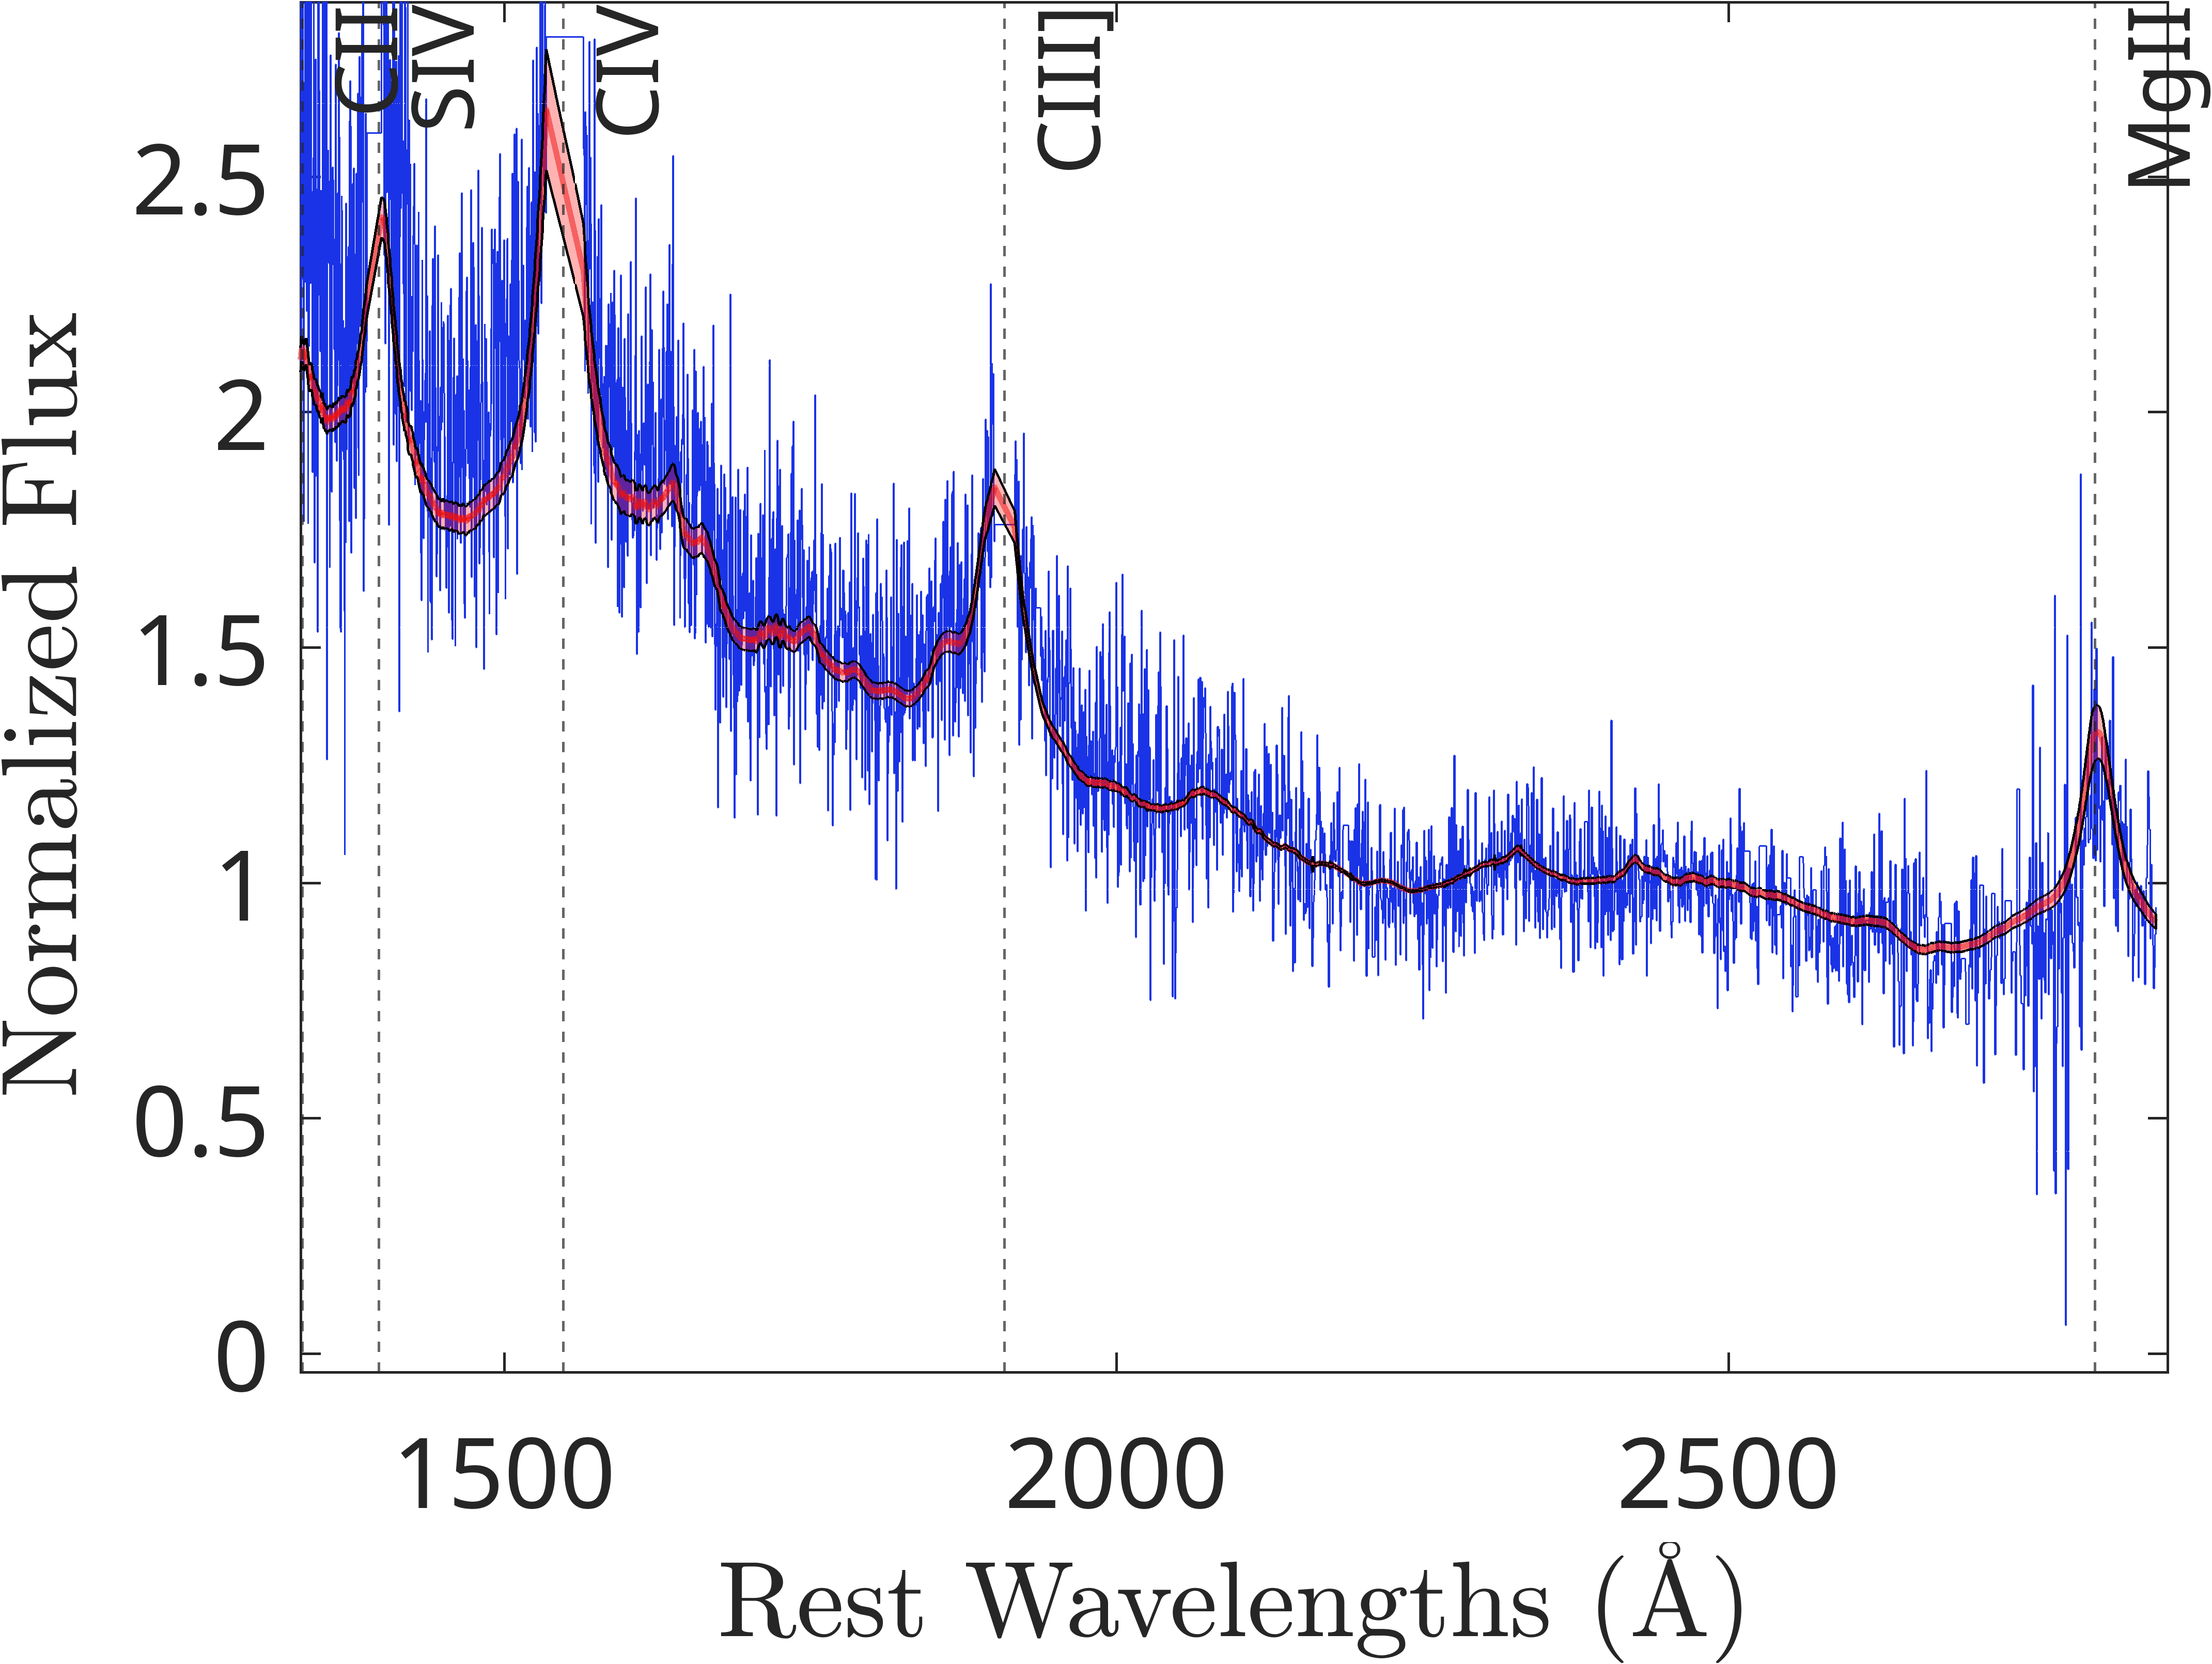 CII
SIV
CIV
CIII]
MgII
2.5
2
1.5
1
0.5
0
Normalized Flux
1500
2000
2500
Rest Wavelengths (Å)